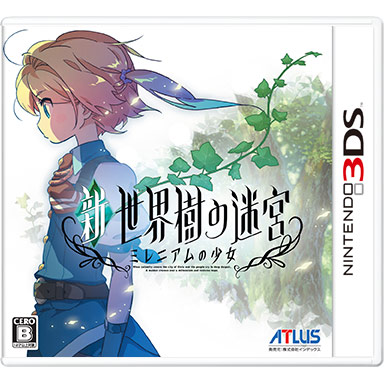 NINTENDO 3DS
新 世界樹の迷宮
ミレニアムの少女
CERO
B
ATLUS
発売元:株式会社インデックス